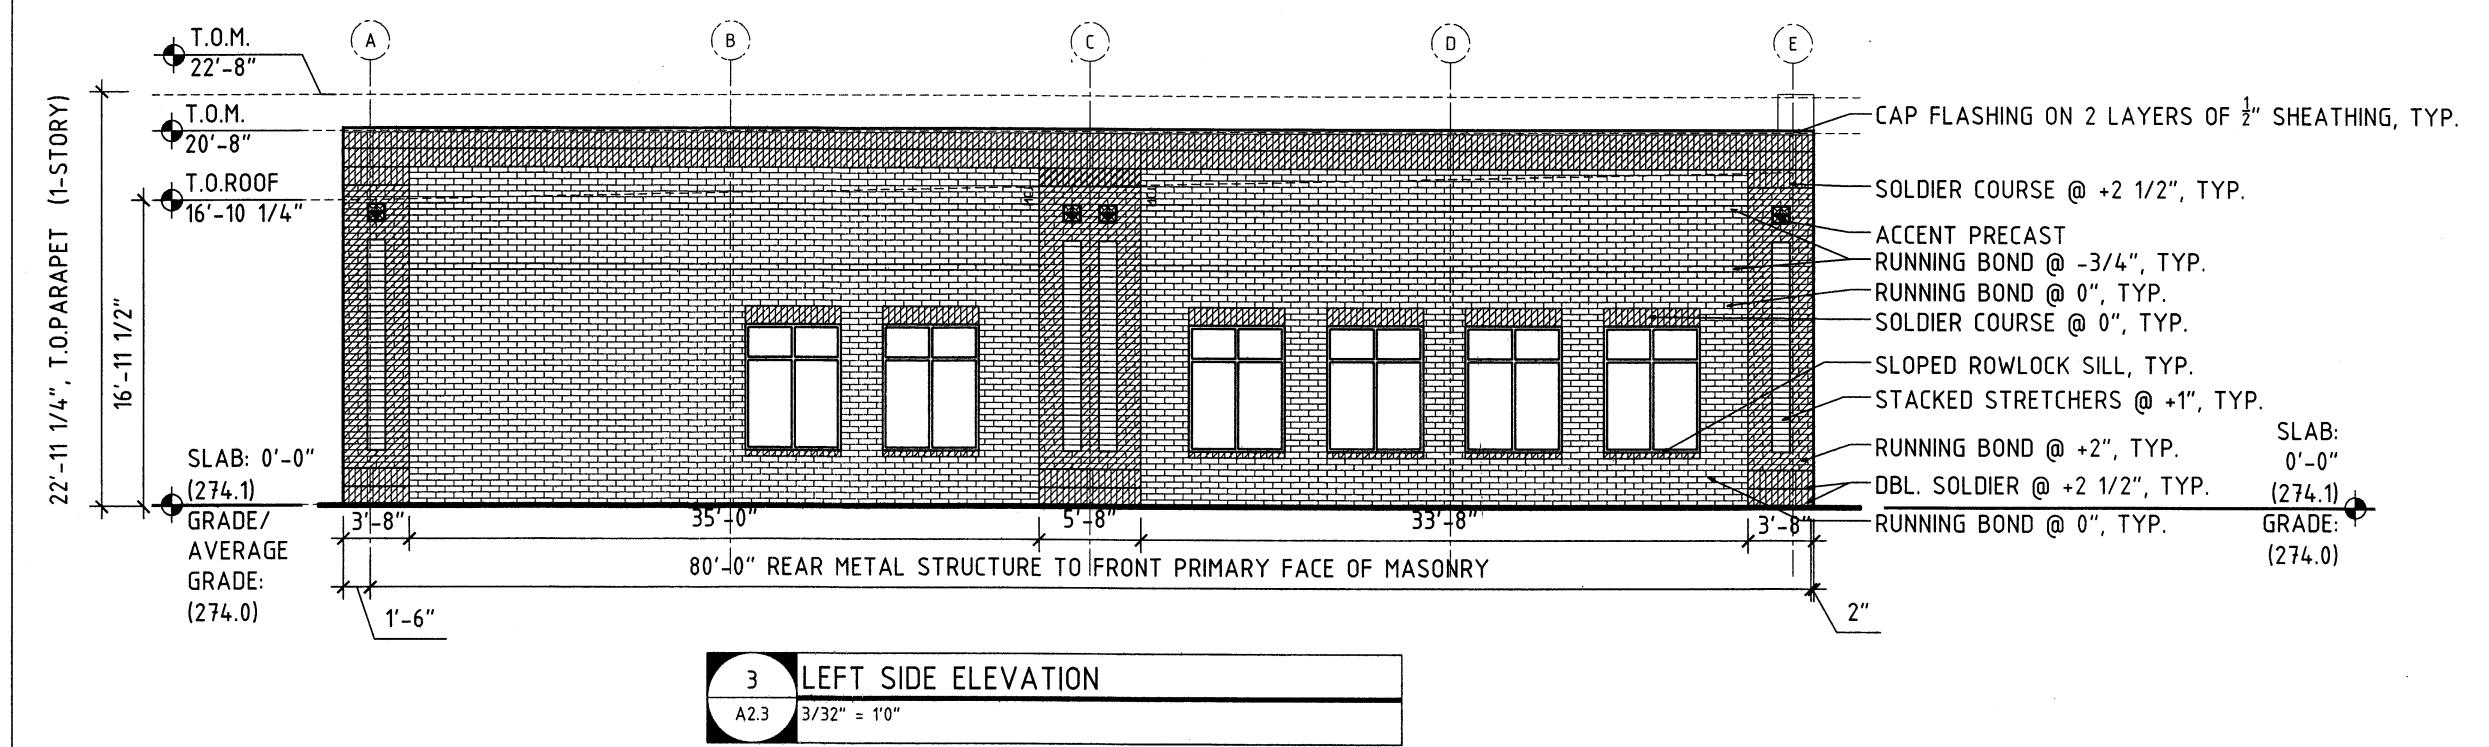 A
B
C
D
E
T.O.M.
22'-8"
T.O.M.
20'-8"
T.O.ROOF
16'-10 1/4"
22'-11 1/4", T.O.PARAPET (1-STORY)
16'-11 1/2"
SLAB: 0'-0"
(274.1)
GRADE/
AVERAGE
GRADE:
(274.0)
CAP FLASHING ON 2 LAYERS OF 1/2" SHEATHING, TYP.
SOLDIER COURSE @ +2 1/2", TYP.
ACCENT PRECAST
RUNNING BOND @ -3/4", TYP.
RUNNING BOND @ 0", TYP.
SOLDIER COURSE @ 0", TYP.
SLOPED ROWLOCK SILL, TYP.
STACKED STRETCHERS @ +1", TYP.
RUNNING BOND @ +2", TYP.
DBL. SOLDIER @ +2 1/2", TYP.
RUNNING BOND @ 0", TYP.
SLAB:
0'-0"
(274.1)
GRADE:
(274.0)
3'-8"
35'-0"
5'-8"
33'-8"
3'-8"
80'-0" REAR METAL STRUCTURE TO FRONT PRIMARY FACE OF MASONRY
1'-6"
2"
3
A2.3
LEFT SIDE ELEVATION
3/32" = 1'0"